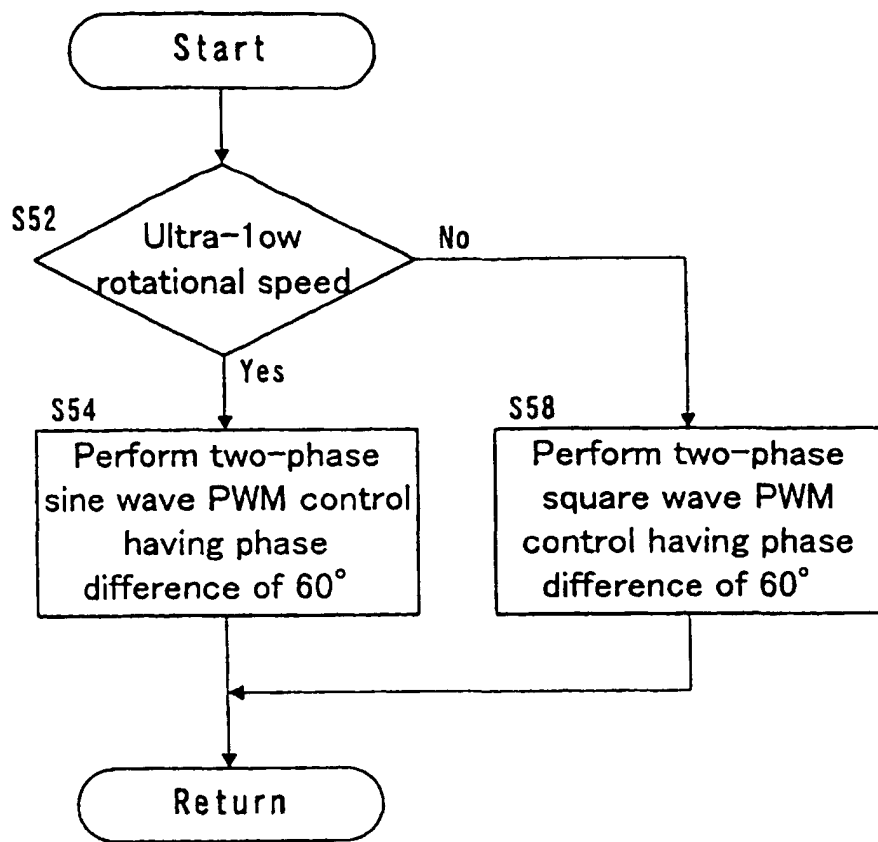 Start
S52
Ultra-low
rotational speed
No
Yes
S54
Perform two-phase
sine wave PWM control
having phase
difference of 60°
S58
Perform two-phase
square wave PWM
control having phase
difference of 60°
Return